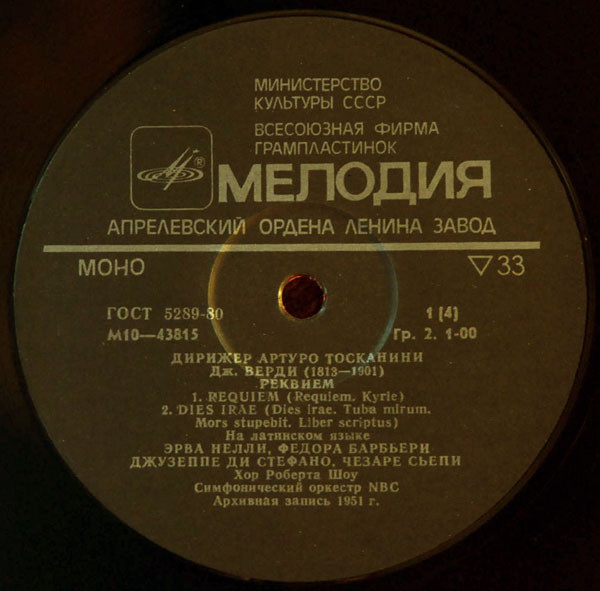 МИНИСТЕРСТВО
КУЛЬТУРЫ СССР
ВСЕСОЮЗНАЯ ФИРМА
ГРАМПЛАСТИНОК
®
МЕЛОДИЯ
АПРЕЛЕВСКИЙ ОРДЕНА ЛЕНИНА ЗАВОД
МОНО ▽33
ГОСТ 5289-80 1 (4)
М10—43815 Гр. 2. 1-00
ДИРИЖЕР АРТУРО ТОСКАНИНИ
Дж. ВЕРДИ (1813—1901)
РЕКВИЕМ
1. REQUIEM (Requiem. Kyrie)
2. DIES IRAE (Dies irae. Tuba mirum.
Mors stupebit. Liber scriptus)
На латинском языке
ЭРВА НЕЛЛИ, ФЕДОРА БАРБЬЕРИ
ДЖУЗЕППЕ ДИ СТЕФАНО, ЧЕЗАРЕ СЬЕПИ
Хор Роберта Шоу
Симфонический оркестр NBC
Архивная запись 1951 г.